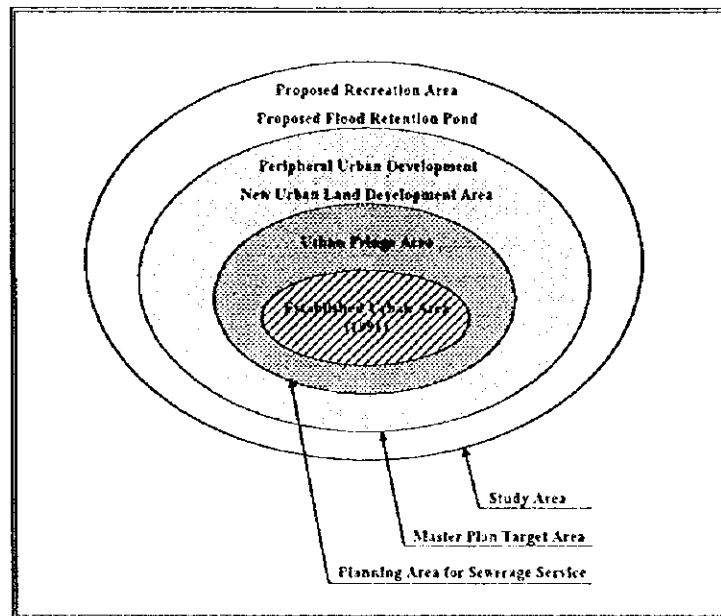 Proposed Recreation Area
Proposed Flood Retention Pond
Peripheral Urban Development
New Urban Land Development Area
Urban Fringe Area
Established Urban Area
(1991)
Study Area
Master Plan Target Area
Planning Area for Sewerage Service